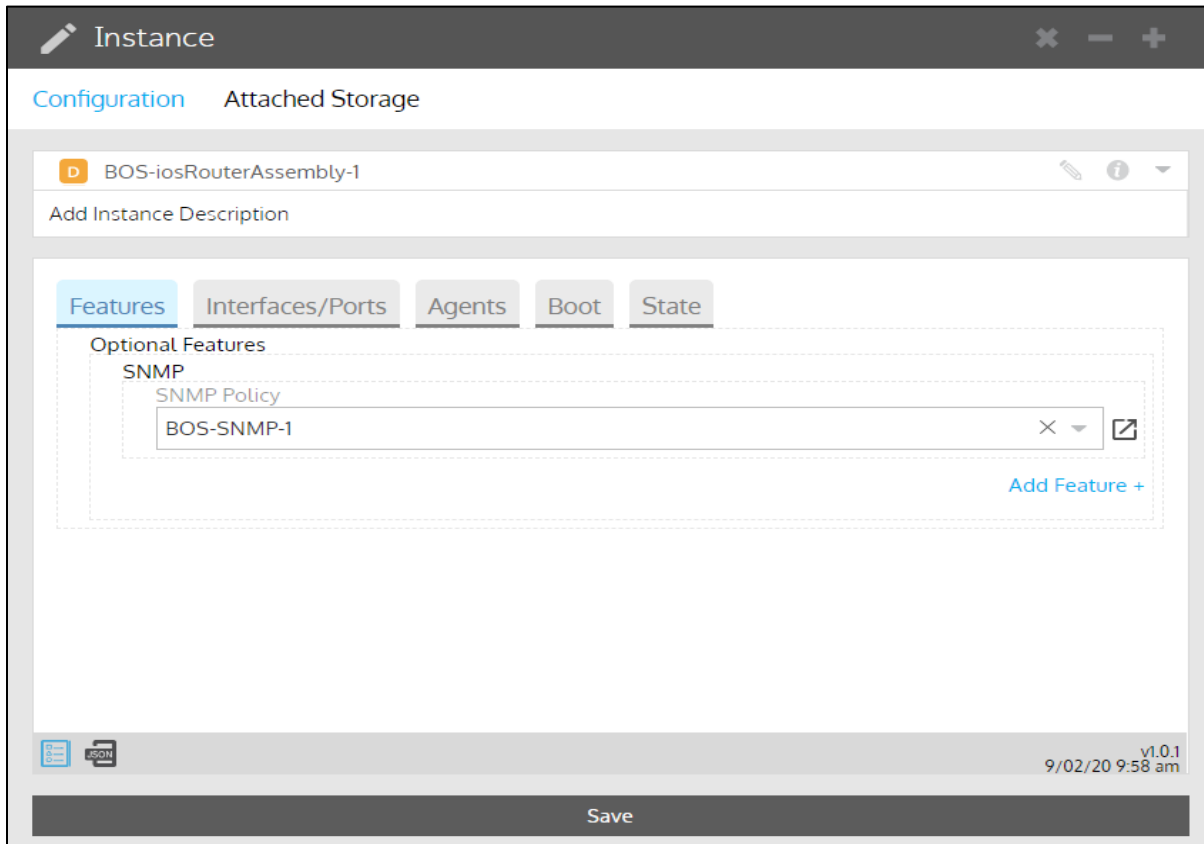 Instance
Configuration Attached Storage
D BOS-iosRouterAssembly-1
Add Instance Description
Features Interfaces/Ports Agents Boot State
Optional Features
SNMP
SNMP Policy
BOS-SNMP-1
Add Feature +
JSON
v1.0.1
9/02/20 9:58 am
Save